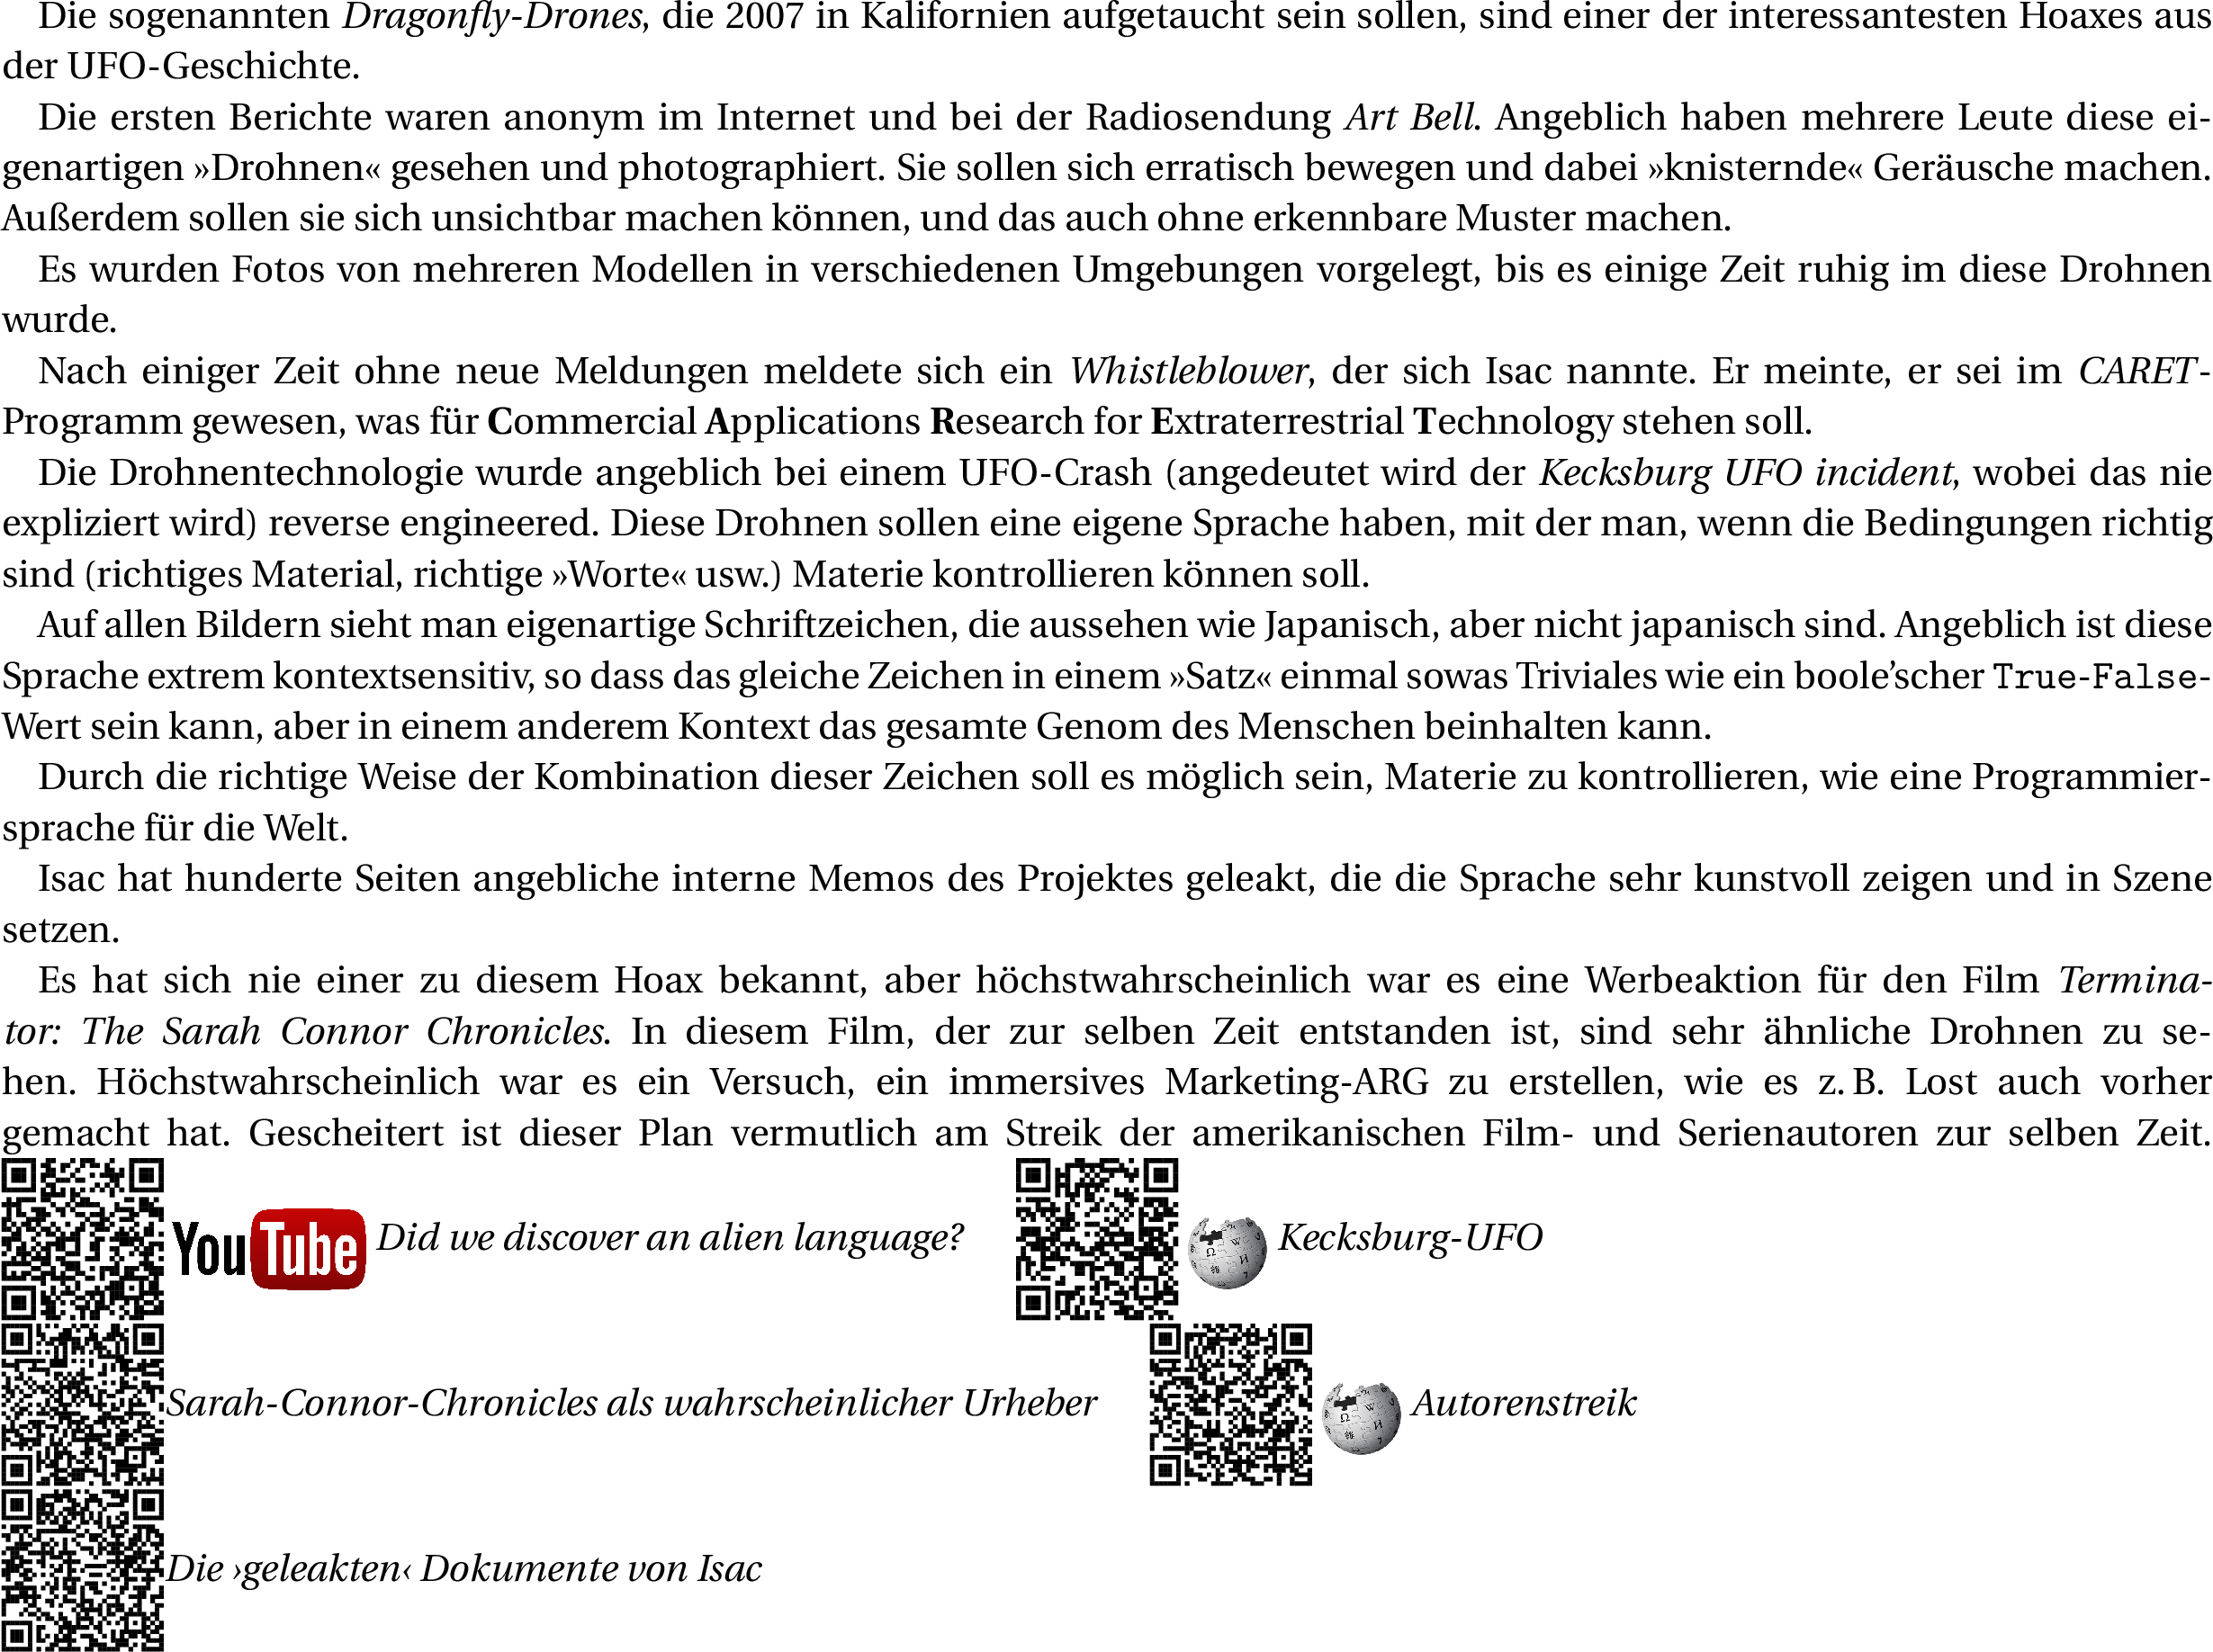 Die sogenannten Dragonfly-Drones, die 2007 in Kalifornien aufgetaucht sein sollen, sind einer der interessantesten Hoaxes aus
der UFO-Geschichte.
Die ersten Berichte waren anonym im Internet und bei der Radiosendung Art Bell. Angeblich haben mehrere Leute diese ei-
genartigen »Drohnen« gesehen und photographiert. Sie sollen sich erratisch bewegen und dabei »knisternde« Geräusche machen.
Außerdem sollen sie sich unsichtbar machen können, und das auch ohne erkennbare Muster machen.
Es wurden Fotos von mehreren Modellen in verschiedenen Umgebungen vorgelegt, bis es einige Zeit ruhig im diese Drohnen
wurde.
Nach einiger Zeit ohne neue Meldungen meldete sich ein Whistleblower, der sich Isac nannte. Er meinte, er sei im CARET-
Programm gewesen, was für Commercial Applications Research for Extraterrestrial Technology stehen soll.
Die Drohnentechnologie wurde angeblich bei einem UFO-Crash (angedeutet wird der Kecksburg UFO incident, wobei das nie
expliziert wird) reverse engineered. Diese Drohnen sollen eine eigene Sprache haben, mit der man, wenn die Bedingungen richtig
sind (richtiges Material, richtige »Worte« usw.) Materie kontrollieren können soll.
Auf allen Bildern sieht man eigenartige Schriftzeichen, die aussehen wie Japanisch, aber nicht japanisch sind. Angeblich ist diese
Sprache extrem kontextsensitiv, so dass das gleiche Zeichen in einem »Satz« einmal sowas Triviales wie ein boole’scher True-False-
Wert sein kann, aber in einem anderem Kontext das gesamte Genom des Menschen beinhalten kann.
Durch die richtige Weise der Kombination dieser Zeichen soll es möglich sein, Materie zu kontrollieren, wie eine Programmier-
sprache für die Welt.
Isac hat hunderte Seiten angebliche interne Memos des Projektes geleakt, die die Sprache sehr kunstvoll zeigen und in Szene
setzen.
Es hat sich nie einer zu diesem Hoax bekannt, aber höchstwahrscheinlich war es eine Werbeaktion für den Film Termina-
tor: The Sarah Connor Chronicles. In diesem Film, der zur selben Zeit entstanden ist, sind sehr ähnliche Drohnen zu se-
hen. Höchstwahrscheinlich war es ein Versuch, ein immersives Marketing-ARG zu erstellen, wie es z. B. Lost auch vorher
gemacht hat. Gescheitert ist dieser Plan vermutlich am Streik der amerikanischen Film- und Serienautoren zur selben Zeit.
YouTube Did we discover an alien language? Kecksburg-UFO
Sarah-Connor-Chronicles als wahrscheinlicher Urheber Autorenstreik
Die ›geleakten‹ Dokumente von Isac